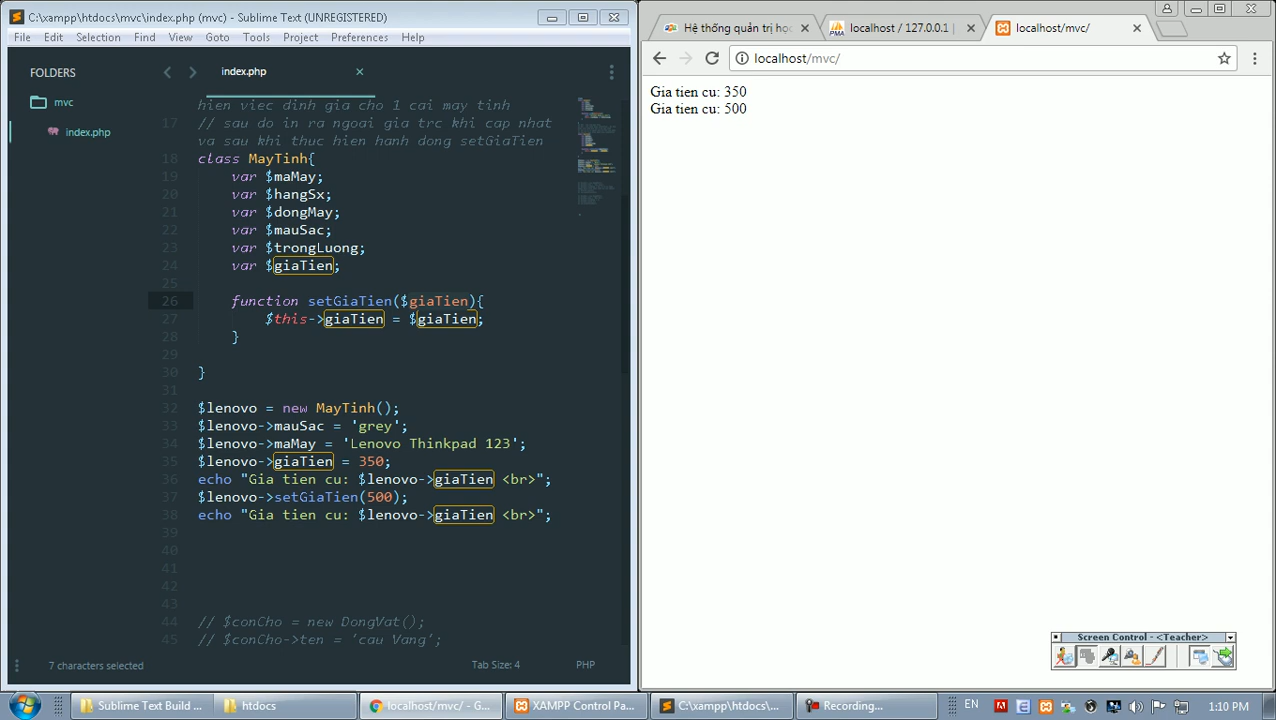 C:\xampp\htdocs\mvc\index.php (mvc) - Sublime Text (UNREGISTERED)
File Edit Selection Find View Goto Tools Project Preferences Help
FOLDERS
mvc
index.php
index.php
hien viec dinh gia cho 1 cai may tinh
17 // sau do in ra ngoai gia trc khi cap nhat
va sau khi thuc hien hanh dong setGiaTien
18 class MayTinh{
19 var $maMay;
20 var $hangSx;
21 var $dongMay;
22 var $mauSac;
23 var $trongLuong;
24 var $giaTien;
25
26 function setGiaTien($giaTien){
27 $this->giaTien = $giaTien;
28 }
29
30 }
31
32 $lenovo = new MayTinh();
33 $lenovo->mauSac = 'grey';
34 $lenovo->maMay = 'Lenovo Thinkpad 123';
35 $lenovo->giaTien = 350;
36 echo "Gia tien cu: $lenovo->giaTien <br>";
37 $lenovo->setGiaTien(500);
38 echo "Gia tien cu: $lenovo->giaTien <br>";
39
40
41
42
43
44 // $conCho = new DongVat();
45 // $conCho->ten = 'cau Vang';
7 characters selected
Tab Size: 4
PHP
Hệ thống quản trị họ
localhost / 127.0.0.1 |
localhost/mvc/
localhost/mvc/
Gia tien cu: 350
Gia tien cu: 500
Screen Control - <Teacher>
Sublime Text Build ...
htdocs
localhost/mvc/ - G...
XAMPP Control Pa...
C:\xampp\htdocs\...
Recording...
EN
1:10 PM